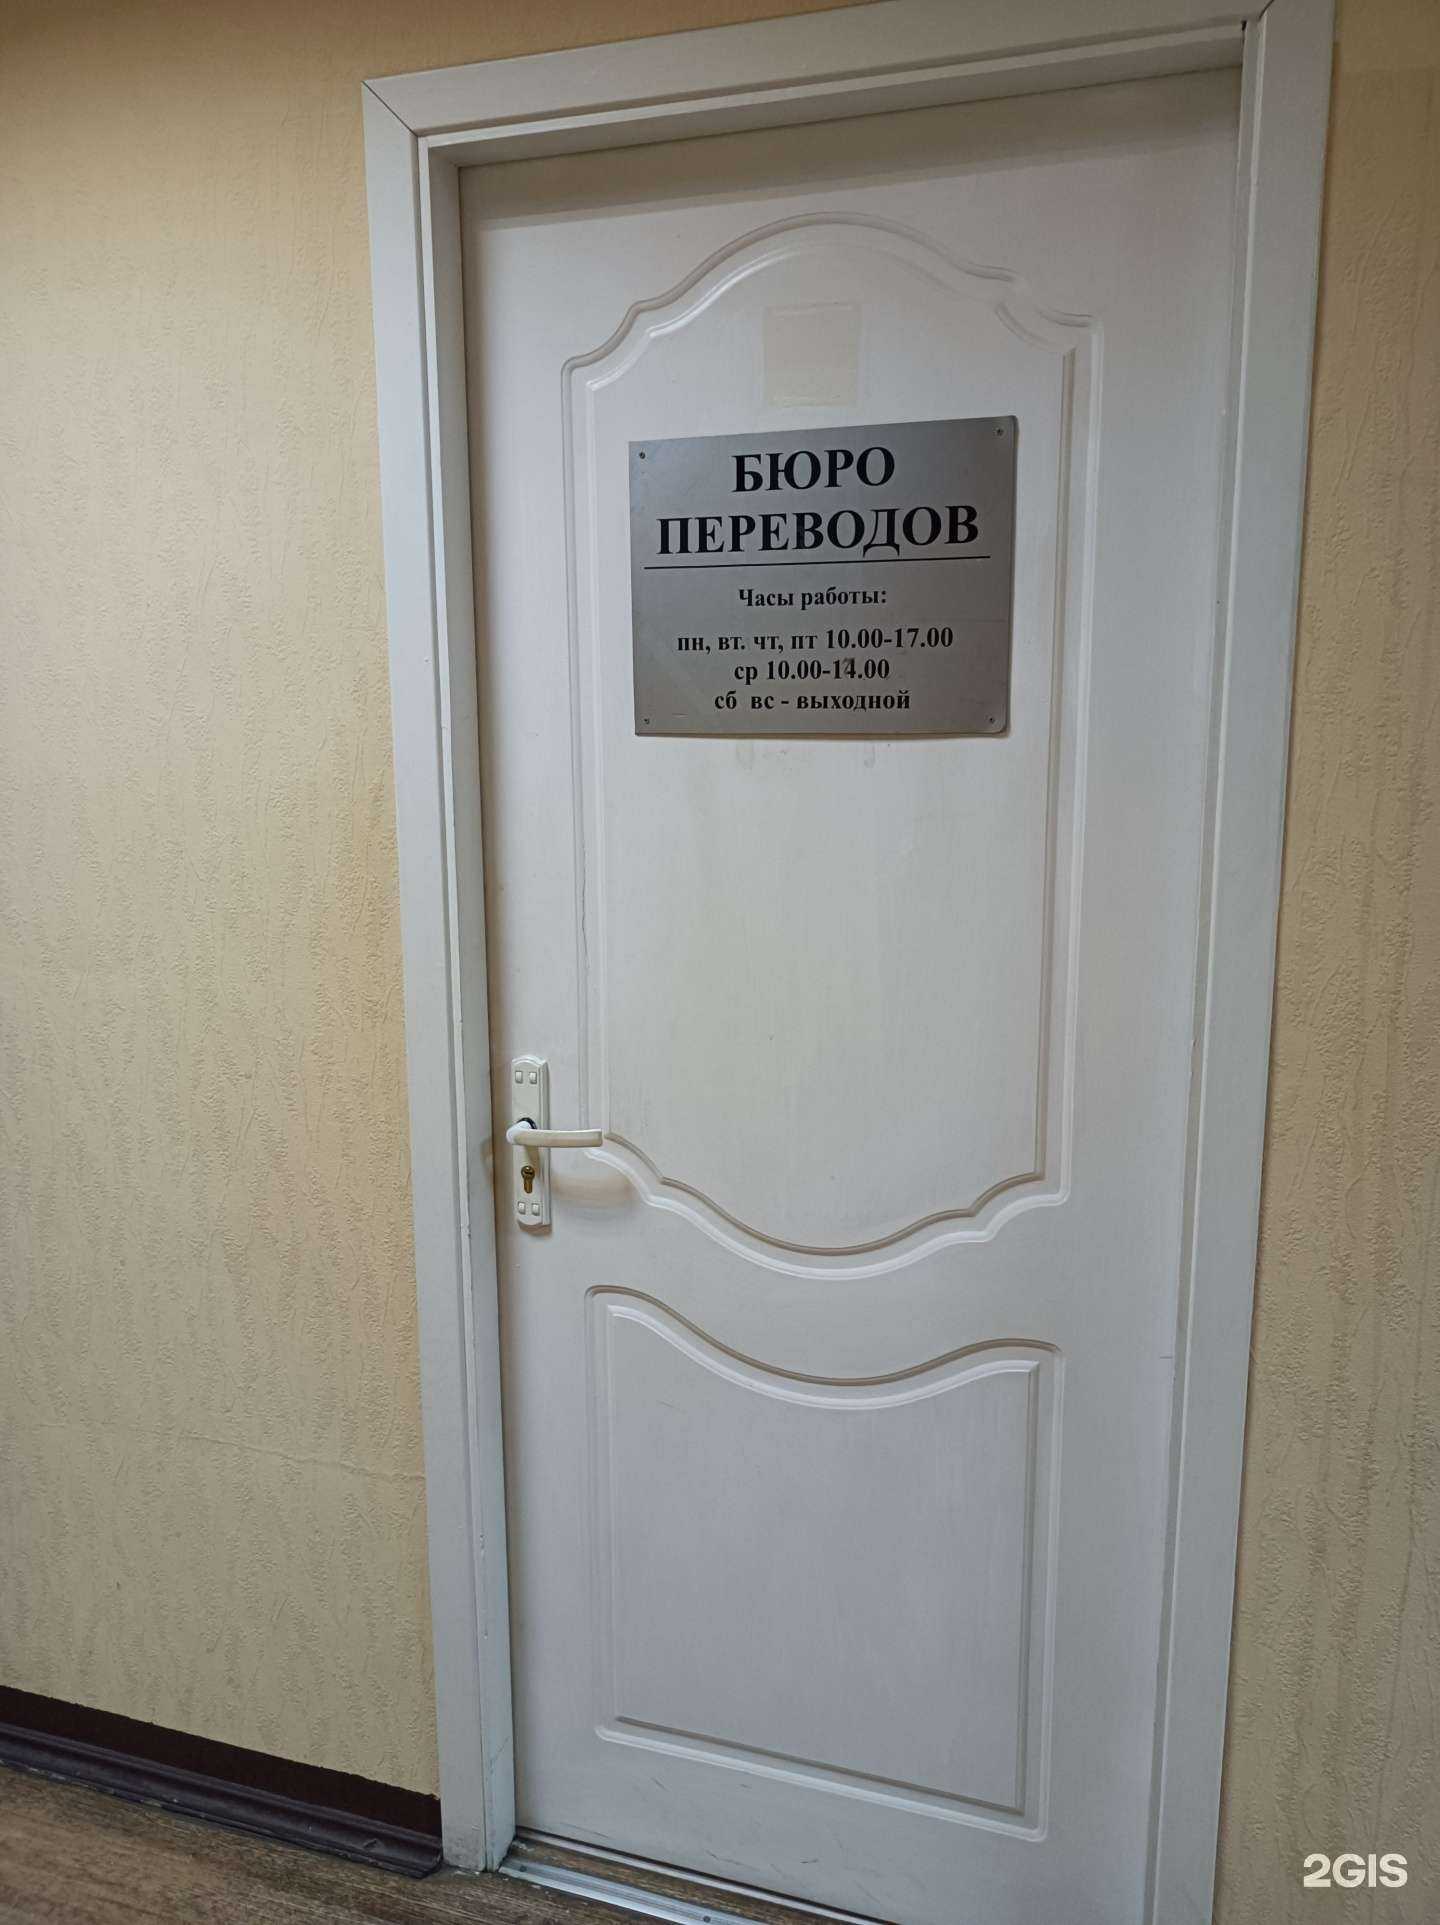 БЮРО
ПЕРЕВОДОВ
Часы работы:
пн, вт. чт, пт 10.00-17.00
ср 10.00-14.00
сб вс - выходной
2GIS